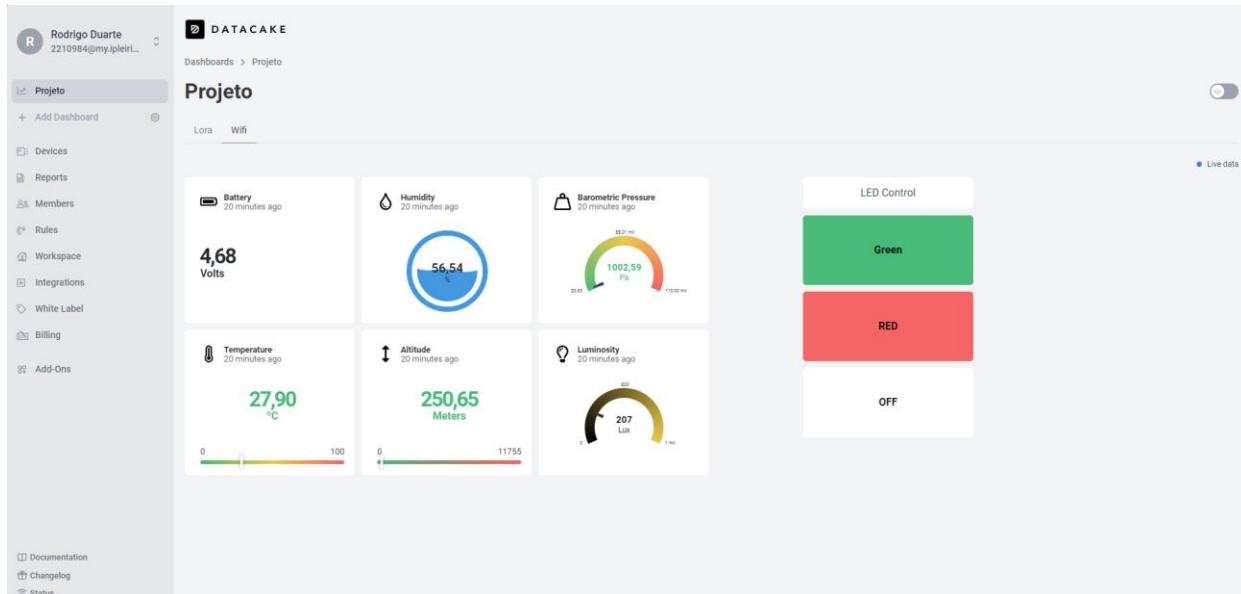 R
Rodrigo Duarte
2210984@my.ipleiri...
Projeto
Add Dashboard
Devices
Reports
Members
Rules
Workspace
Integrations
White Label
Billing
Add-Ons
Documentation
Changelog
Status
DATACAKE
Dashboards > Projeto
Projeto
Lora Wifi
Live data
Battery
20 minutes ago
4,68
Volts
Humidity
20 minutes ago
56,54
%
Barometric Pressure
20 minutes ago
1002,59
Pa
Temperature
20 minutes ago
27,90
°C
0 100
Altitude
20 minutes ago
250,65
Meters
0 11755
Luminosity
20 minutes ago
207
Lux
0
LED Control
Green
RED
OFF